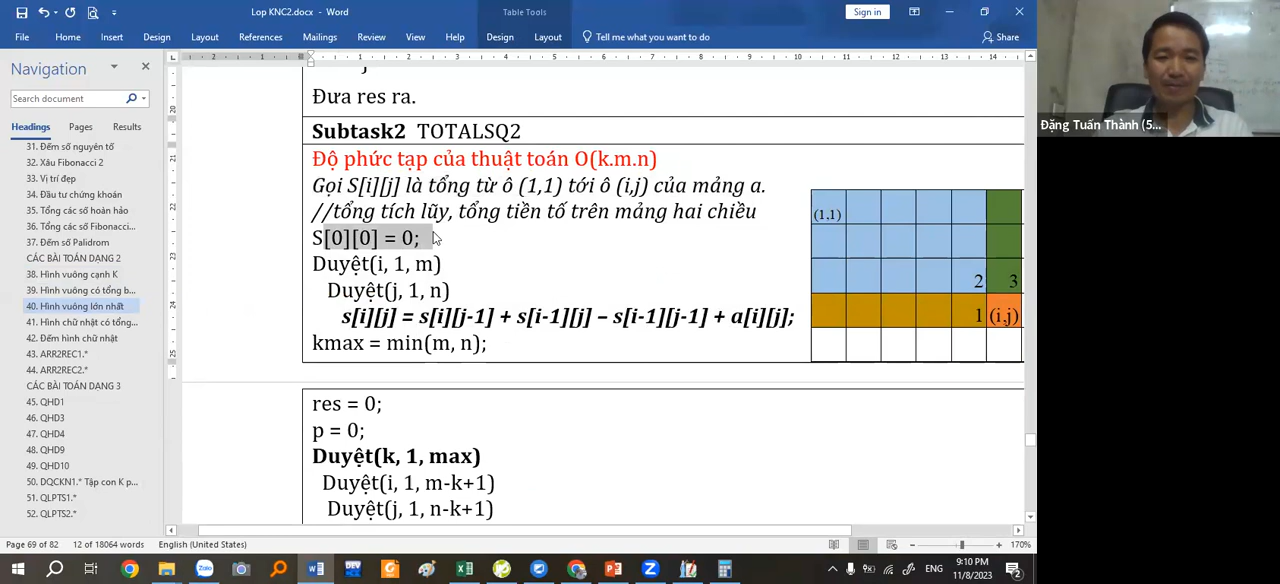 Lop KNC2.docx - Word
Table Tools
Sign in
File Home Insert Design Layout References Mailings Review View Help Design Layout Tell me what you want to do Share
Navigation
Search document
Headings Pages Results
31. Đếm số nguyên tố
32. Xâu Fibonacci 2
33. Vị trí đẹp
34. Đầu tư chứng khoán
35. Tổng các số hoàn hảo
36. Tổng các số Fibonacci...
37. Đếm số Palidrom
CÁC BÀI TOÁN DẠNG 2
38. Hình vuông cạnh K
39. Hình vuông có tổng b...
40. Hình vuông lớn nhất
41. Hình chữ nhật có tổng...
42. Đếm hình chữ nhật
43. ARR2REC1.*
44. ARR2REC2.*
CÁC BÀI TOÁN DẠNG 3
45. QHD1
46. QHD3
47. QHD4
48. QHD9
49. QHD10
50. DQCKN1.* Tập con K p...
51. QLPTS1.*
52. QLPTS2.*
Đưa res ra.
Subtask2 TOTALSQ2
Độ phức tạp của thuật toán O(k.m.n)
Gọi S[i][j] là tổng từ ô (1,1) tới ô (i,j) của mảng a.
//tổng tích lũy, tổng tiền tố trên mảng hai chiều
S[0][0] = 0;
Duyệt(i, 1, m)
Duyệt(j, 1, n)
s[i][j] = s[i][j-1] + s[i-1][j] – s[i-1][j-1] + a[i][j];
kmax = min(m, n);
(1,1)
2 3
1 (i,j)
res = 0;
p = 0;
Duyệt(k, 1, max)
Duyệt(i, 1, m-k+1)
Duyệt(j, 1, n-k+1)
Đặng Tuấn Thành (5...
Page 69 of 82 12 of 18064 words English (United States) 170%
ENG
9:10 PM
11/8/2023